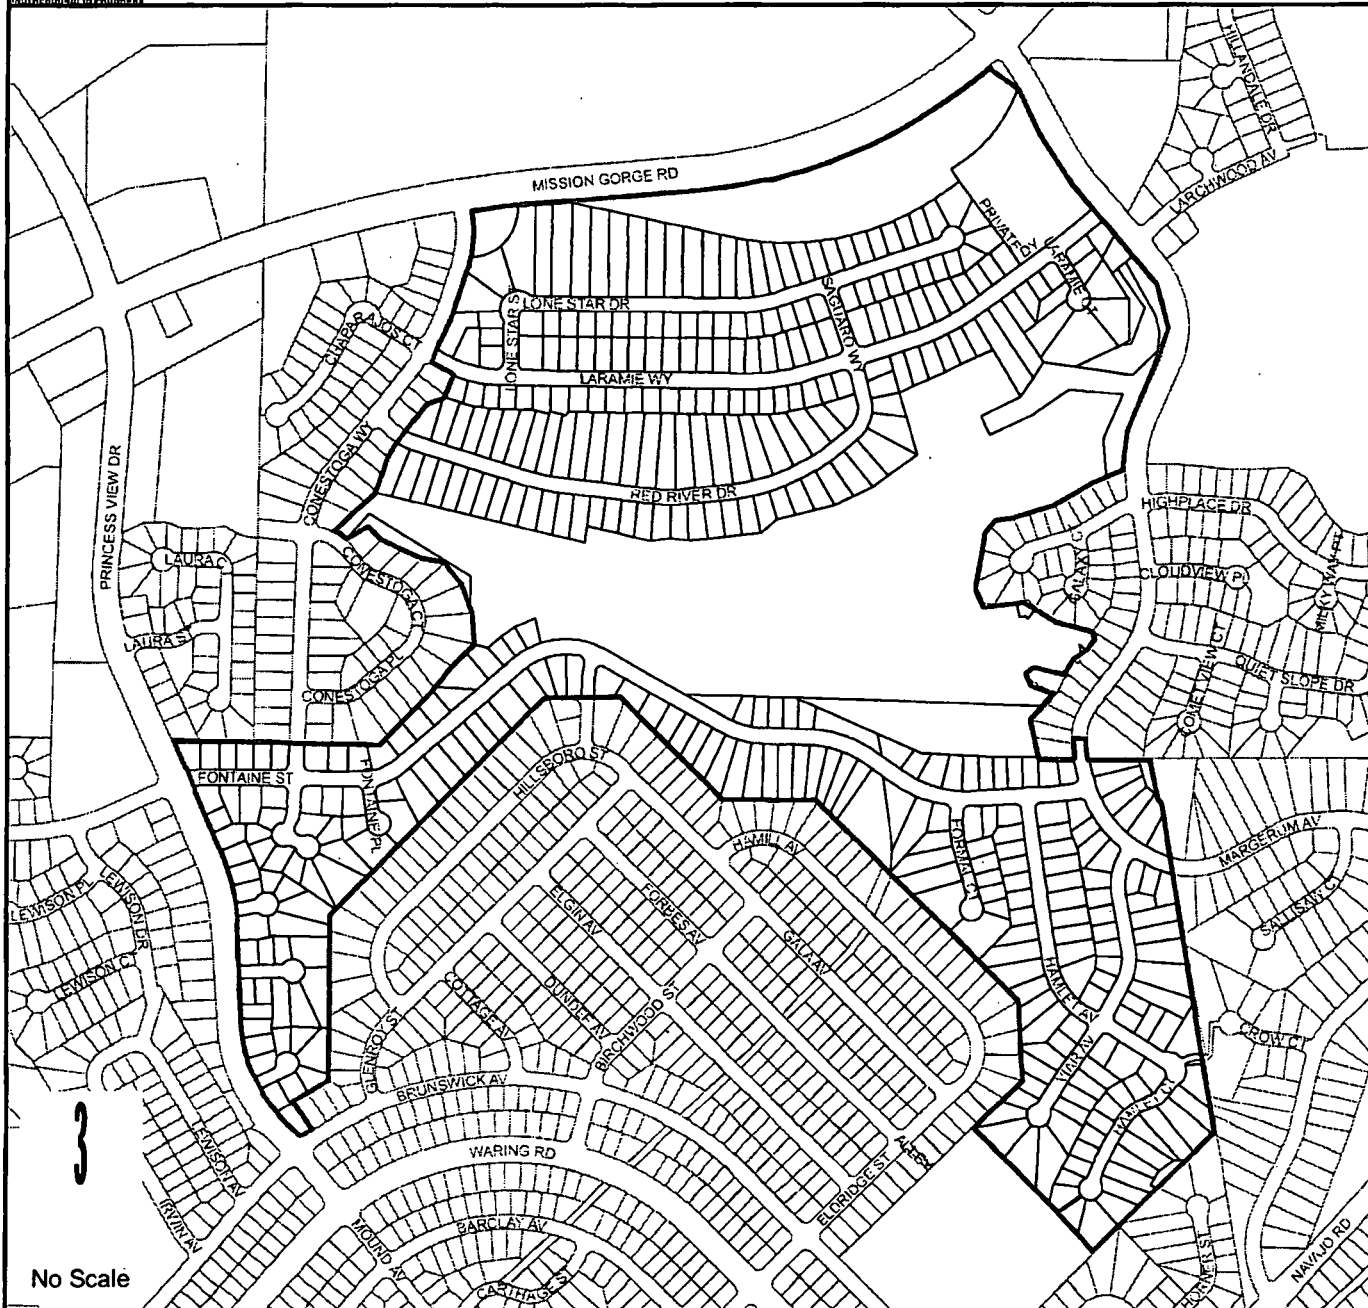 HILLANDALE DR
LARCHWOOD AV
MISSION GORGE RD
PRIVATE DY
LARAMIE CT
SAGUARO WY
LONE STAR DR
LONE STAR ST
CHAPARAJOS CT
LARAMIE WY
CONESTOGA WY
RED RIVER DR
PRINCESS VIEW DR
HIGHPLACE DR
GALAXY CT
CLOUDVIEW PL
MILKY WAY PT
LAURA C
CONESTOGA CT
LAURA ST
CONESTOGA PL
COMET VIEW CT
QUIET SLOPE DR
FONTAINE ST
FONTAINE PL
HILLSBORO ST
HAMILL AV
FORMAL CT
MARGERUM AV
LEWISON PL
LEWISON DR
ELGIN AV
FORBES AV
GALA AV
SALLISAW CT
LEWISON CT
COTTAGE AV
DUNDEE AV
BIRCHWOOD ST
HAMLET AV
CROW C
GLENROY ST
BRUNSWICK AV
VIAR AV
HAMLET CT
3
LEWISON AV
WARING RD
ALLEY
ELDRIDGE ST
IRVIN AV
MOUND AV
BARCLAY AV
CARTHAGE S
NAVAJO RD
No Scale